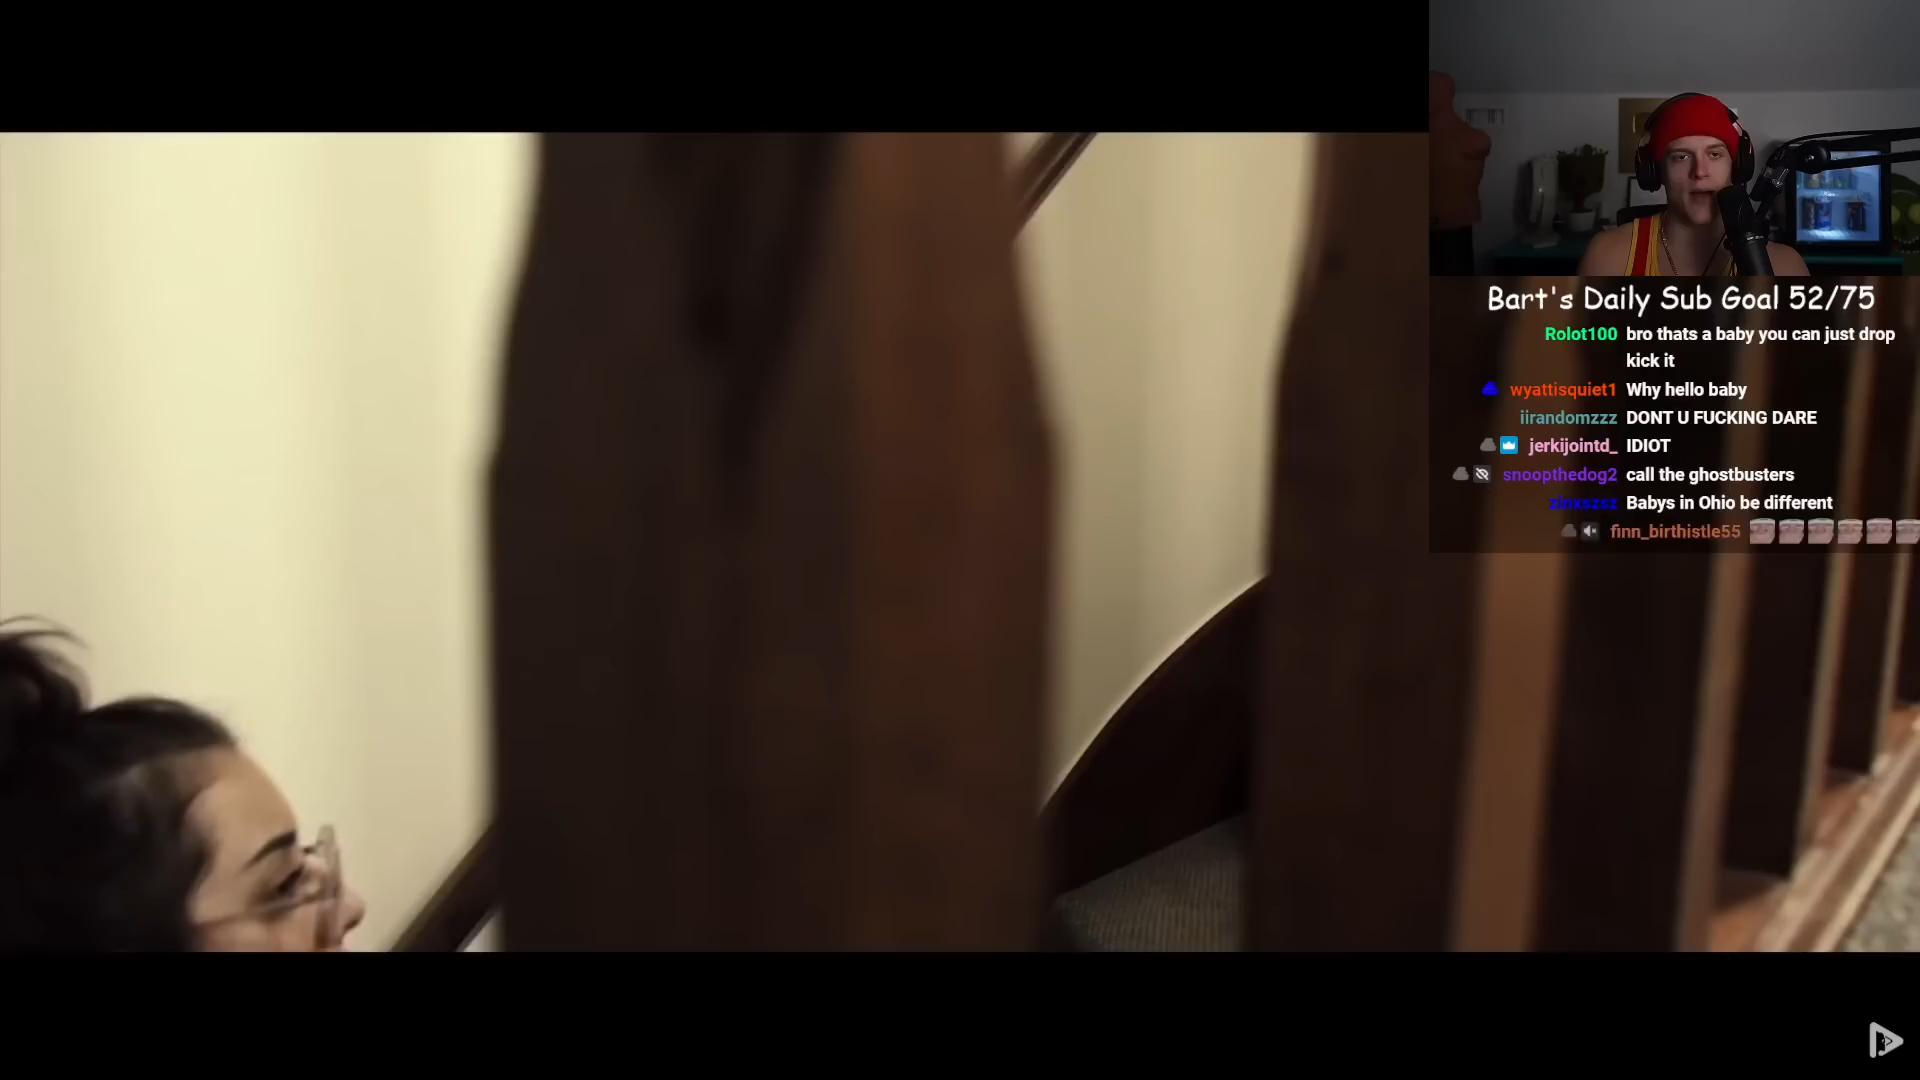 Bart's Daily Sub Goal 52/75
Rolot100 bro thats a baby you can just drop
kick it
wyattisquiet1 Why hello baby
iirandomzzz DONT U FUCKING DARE
jerkijointd_ IDIOT
snoopthedog2 call the ghostbusters
zinxszsz Babys in Ohio be different
finn_birthistle55